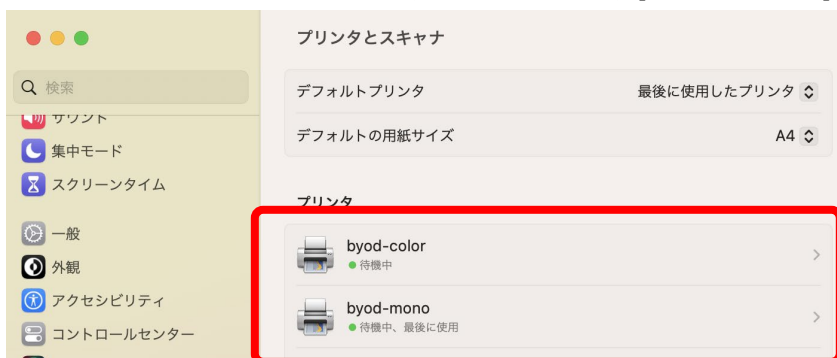 プリンタとスキャナ
検索
サウンド
集中モード
スクリーンタイム
一般
外観
アクセシビリティ
コントロールセンター
デフォルトプリンタ 最後に使用したプリンタ
デフォルトの用紙サイズ A4
プリンタ
byod-color
待機中
byod-mono
待機中、最後に使用